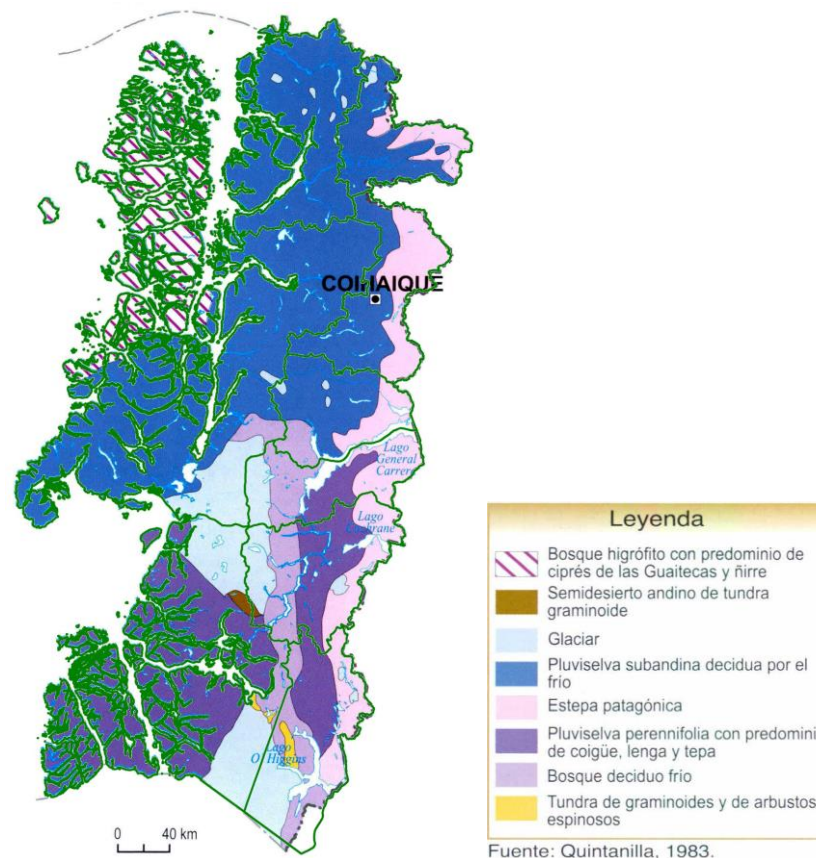 COIHAIQUE
Lago
General
Carrera
Lago
Cochrane
Lago
O'Higgins
0 40 km
Leyenda
Bosque higrófito con predominio de
ciprés de las Guaitecas y ñirre
Semidesierto andino de tundra
graminoide
Glaciar
Pluviselva subandina decidua por el
frío
Estepa patagónica
Pluviselva perennifolia con predomini
de coigüe, lenga y tepa
Bosque deciduo frio
Tundra de graminoides y de arbustos
espinosos
Fuente: Quintanilla, 1983.